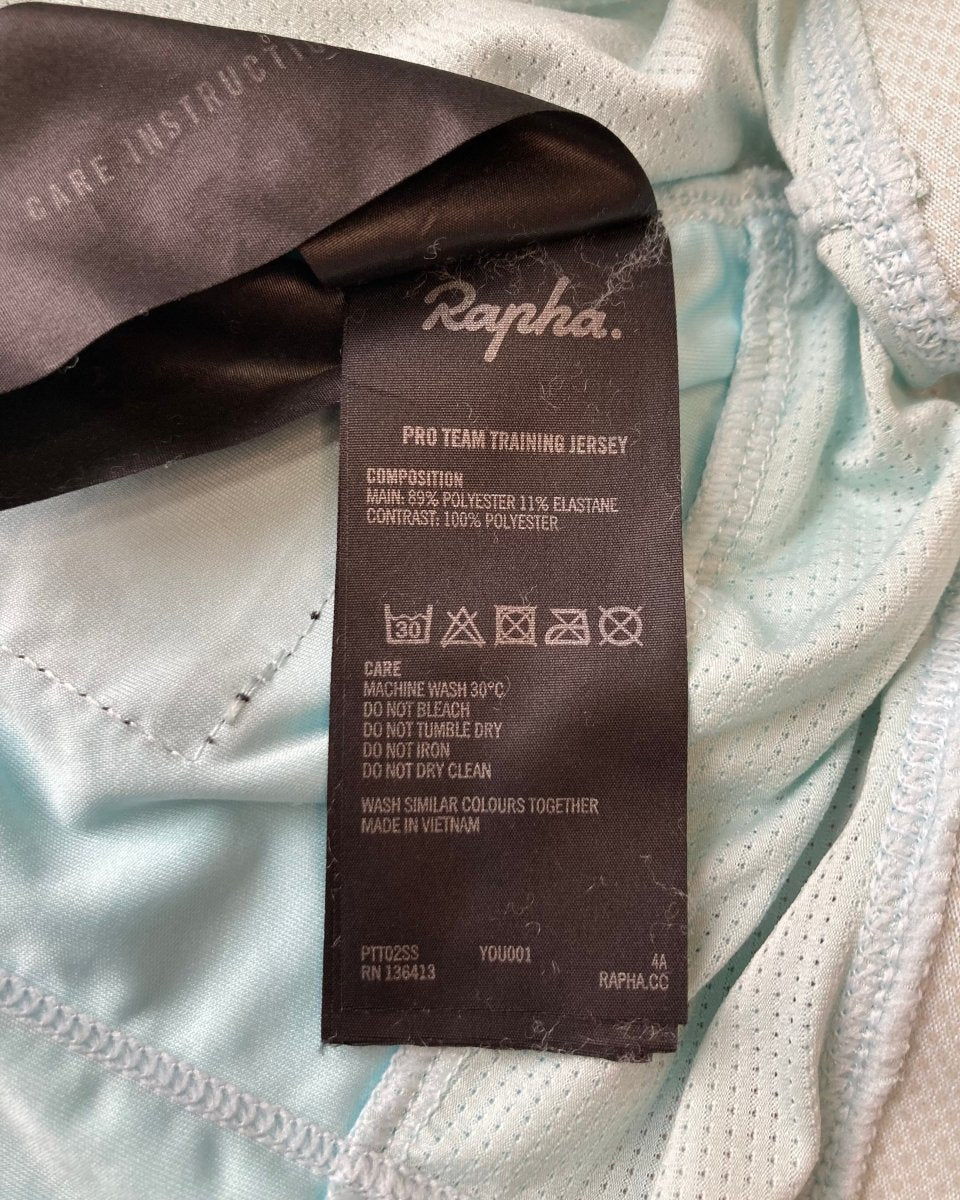 CARE INSTRUCTI
Rapha.
PRO TEAM TRAINING JERSEY
COMPOSITION
MAIN: 89% POLYESTER 11% ELASTANE
CONTRAST: 100% POLYESTER
30
CARE
MACHINE WASH 30°C
DO NOT BLEACH
DO NOT TUMBLE DRY
DO NOT IRON
DO NOT DRY CLEAN
WASH SIMILAR COLOURS TOGETHER
MADE IN VIETNAM
PTT02SS YOU001 4A
RN 136413 RAPHA.CC